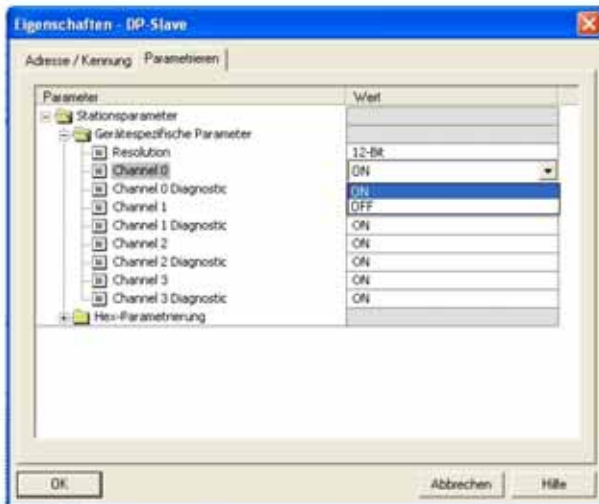 Eigenschaften - DP-Slave
Adresse / Kennung Parametrieren
Parameter Wert
Stationsparameter
Gerätespezifische Parameter
Resolution 12-Bit
Channel 0 ON
Channel 0 Diagnostic ON
Channel 1 OFF
Channel 1 Diagnostic ON
Channel 2 ON
Channel 2 Diagnostic ON
Channel 3 ON
Channel 3 Diagnostic ON
Hex-Parametrierung
OK Abbrechen Hilfe